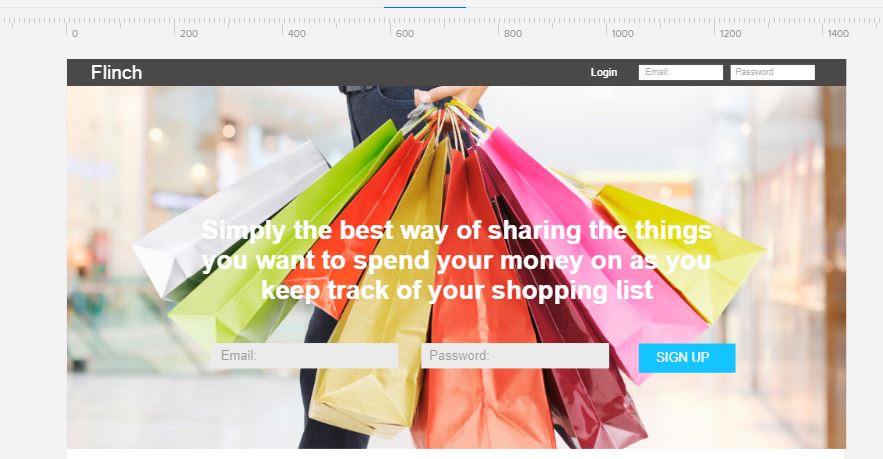 0 200 400 600 800 1000 1200 1400
Flinch Login Email: Password
Simply the best way of sharing the things
you want to spend your money on as you
keep track of your shopping list
Email: Password: SIGN UP